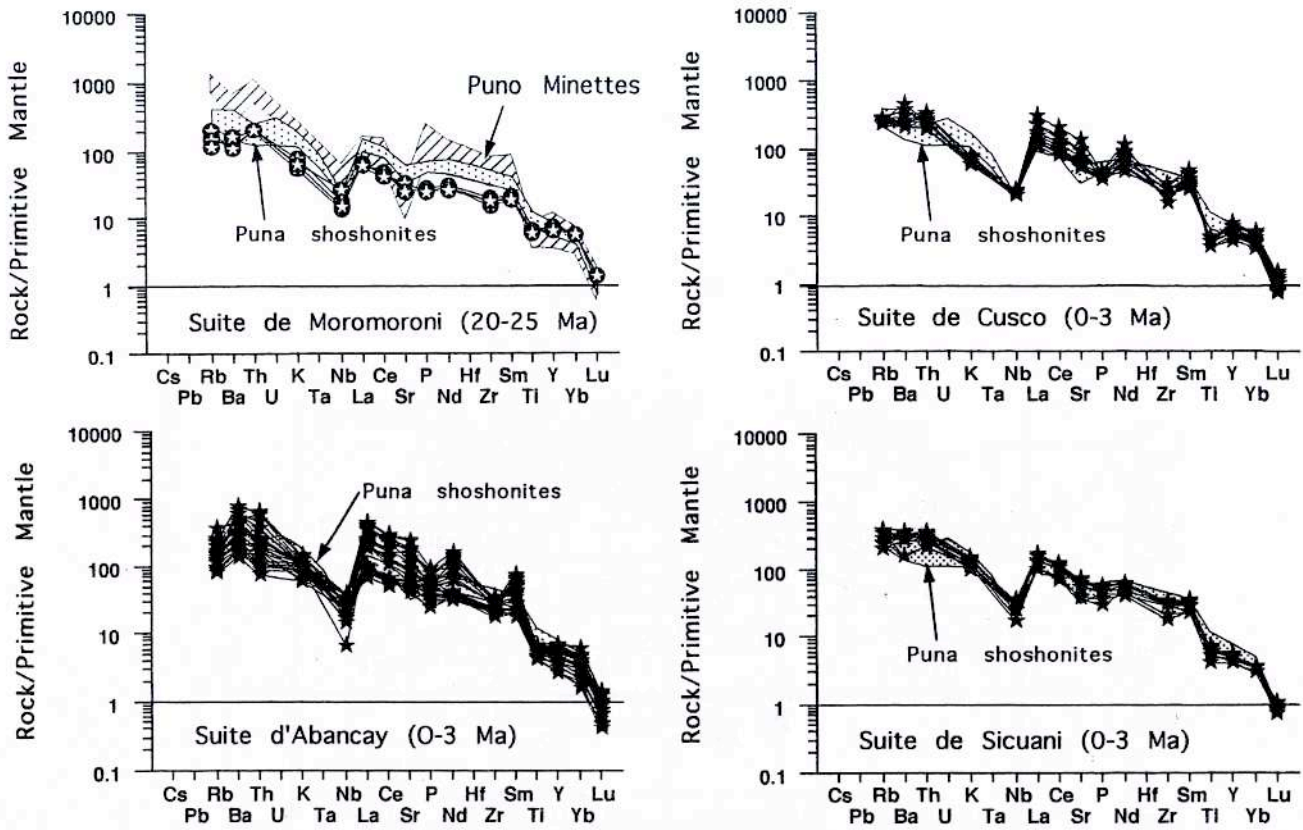 Rock/Primitive Mantle
10000
1000
100
10
1
0.1
Puno Minettes
Puna shoshonites
Suite de Moromoroni (20-25 Ma)
Cs Rb Th K Nb Ce P Hf Sm Y Lu
Pb Ba U Ta La Sr Nd Zr Ti Yb
Rock/Primitive Mantle
10000
1000
100
10
1
0.1
Puna shoshonites
Suite de Cusco (0-3 Ma)
Cs Rb Th K Nb Ce P Hf Sm Y Lu
Pb Ba U Ta La Sr Nd Zr Ti Yb
Rock/Primitive Mantle
10000
1000
100
10
1
0.1
Puna shoshonites
Suite d'Abancay (0-3 Ma)
Cs Rb Th K Nb Ce P Hf Sm Y Lu
Pb Ba U Ta La Sr Nd Zr Ti Yb
Rock/Primitive Mantle
10000
1000
100
10
1
0.1
Puna shoshonites
Suite de Sicuani (0-3 Ma)
Cs Rb Th K Nb Ce P Hf Sm Y Lu
Pb Ba U Ta La Sr Nd Zr Ti Yb